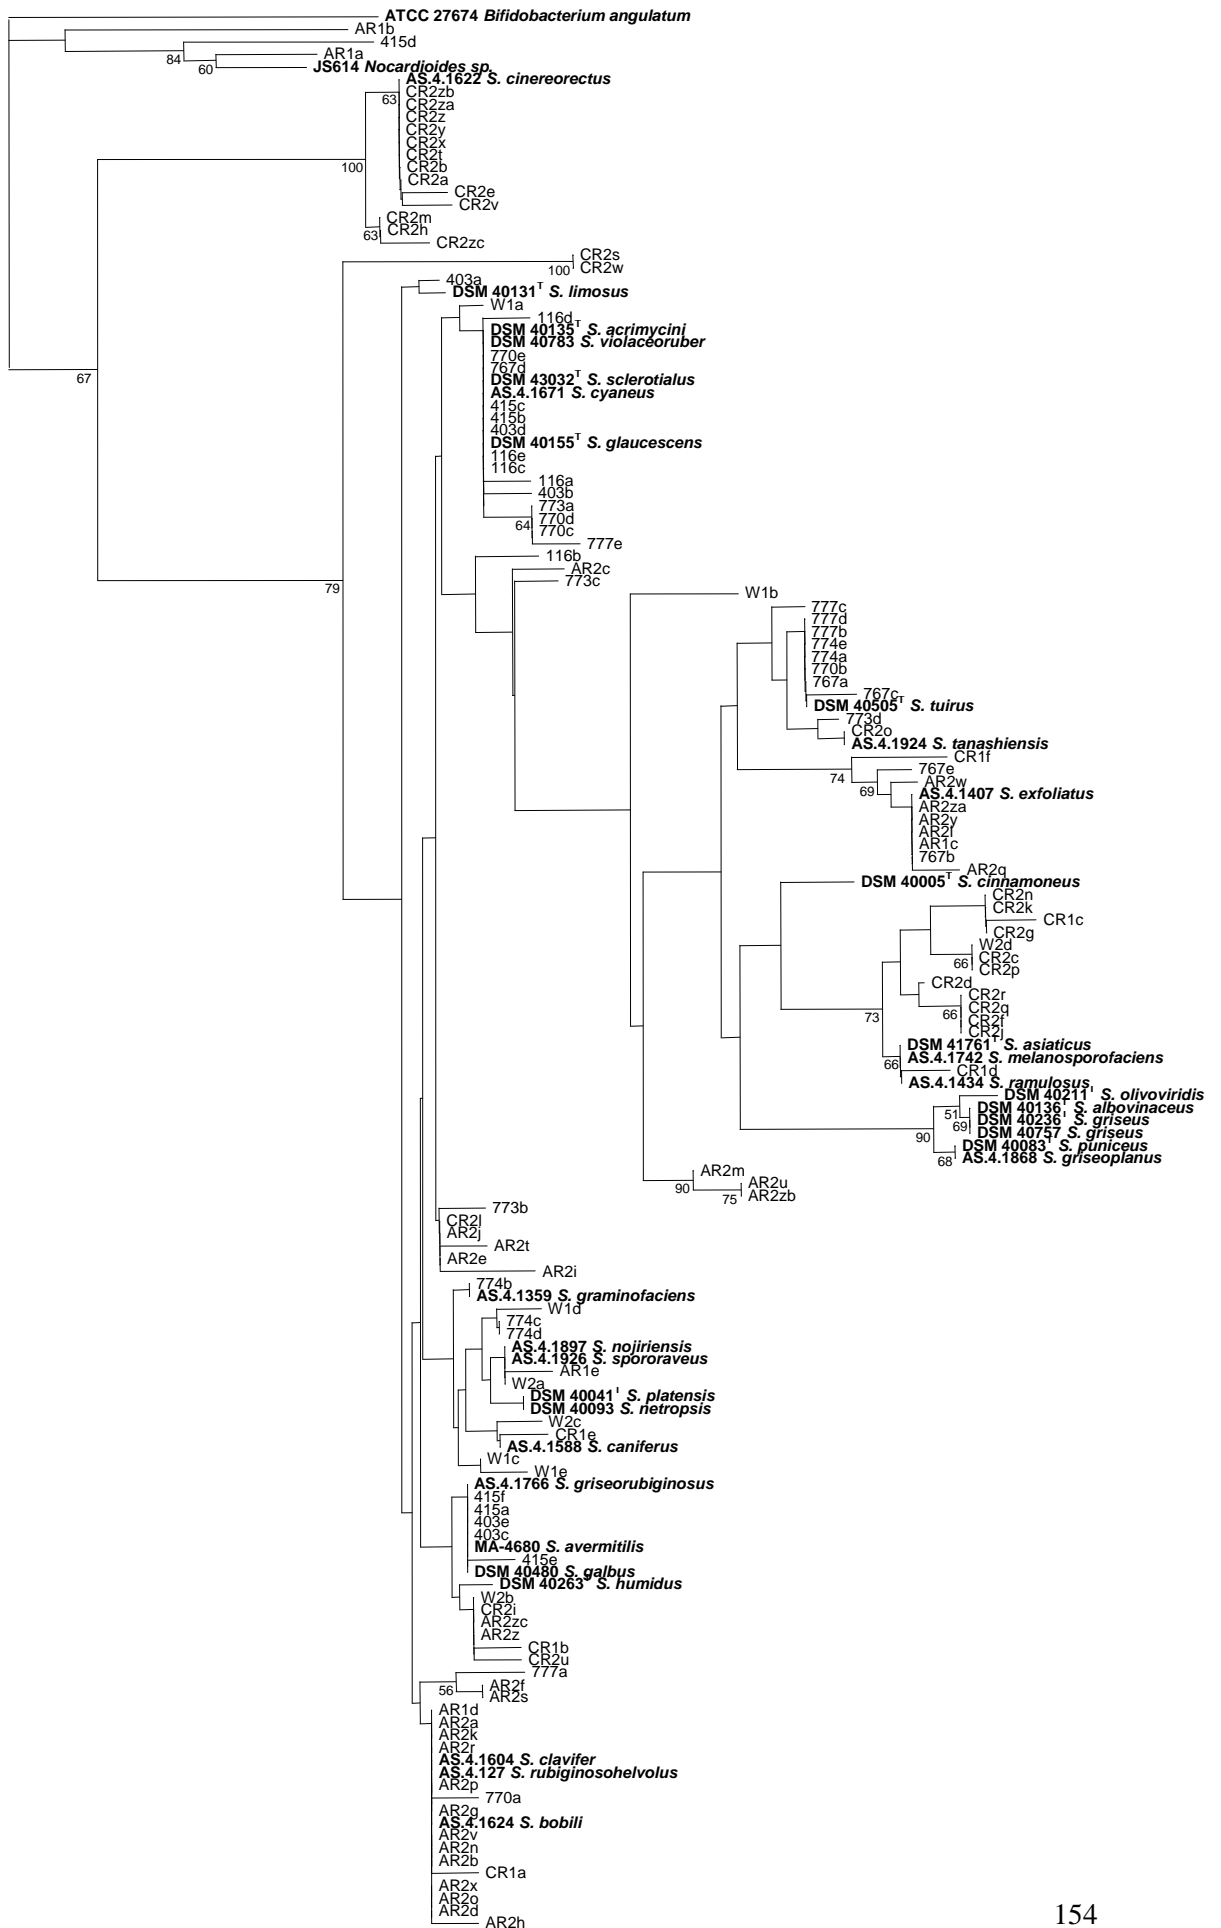 ATCC 27674 Bifidobacterium angulatum
AR1b
415d
84
AR1a
60
JS614 Nocardioides sp.
AS.4.1622 S. cinereorectus
63
CR2zb
CR2za
CR2z
CR2y
CR2x
CR2t
CR2b
100
CR2a
CR2e
CR2v
CR2m
CR2h
63
CR2zc
CR2s
100
CR2w
403a
DSM 40131T S. limosus
W1a
116d
DSM 40135T S. acrimycini
DSM 40783 S. violaceoruber
770e
767d
67
DSM 43032T S. sclerotialus
AS.4.1671 S. cyaneus
415c
415b
403d
DSM 40155T S. glaucescens
116e
116c
116a
403b
773a
770d
64
770c
777e
116b
AR2c
773c
79
W1b
777c
777d
777b
774e
774a
770b
767a
767c
DSM 40505T S. tuirus
773d
CR2o
AS.4.1924 S. tanashiensis
CR1f
74
767e
AR2w
69
AS.4.1407 S. exfoliatus
AR2za
AR2y
AR2l
AR1c
767b
AR2q
DSM 40005T S. cinnamoneus
CR2n
CR2k
CR1c
CR2g
W2d
66
CR2c
CR2p
CR2d
CR2r
CR2q
66
CR2f
73
CR2j
DSM 41761T S. asiaticus
AS.4.1742 S. melanosporofaciens
66
CR1d
AS.4.1434 S. ramulosus
DSM 40211T S. olivoviridis
51
DSM 40136T S. albovinaceus
DSM 40236T S. griseus
69
DSM 40757 S. griseus
90
DSM 40083T S. puniceus
68
AS.4.1868 S. griseoplanus
AR2m
90
AR2u
75
AR2zb
773b
CR2l
AR2j
AR2t
AR2e
AR2i
774b
AS.4.1359 S. graminofaciens
W1d
774c
774d
AS.4.1897 S. nojiriensis
AS.4.1926 S. spororaveus
AR1e
W2a
DSM 40041T S. platensis
DSM 40093 S. netropsis
W2c
CR1e
AS.4.1588 S. caniferus
W1c
W1e
AS.4.1766 S. griseorubiginosus
415f
415a
403e
403c
MA-4680 S. avermitilis
415e
DSM 40480 S. galbus
DSM 40263T S. humidus
W2b
CR2i
AR2zc
AR2z
CR1b
CR2u
777a
56
AR2f
AR2s
AR1d
AR2a
AR2k
AR2r
AS.4.1604 S. clavifer
AS.4.127 S. rubiginosohelvolus
AR2p
770a
AR2g
AS.4.1624 S. bobili
AR2v
AR2n
AR2b
CR1a
AR2x
AR2o
AR2d
AR2h
154